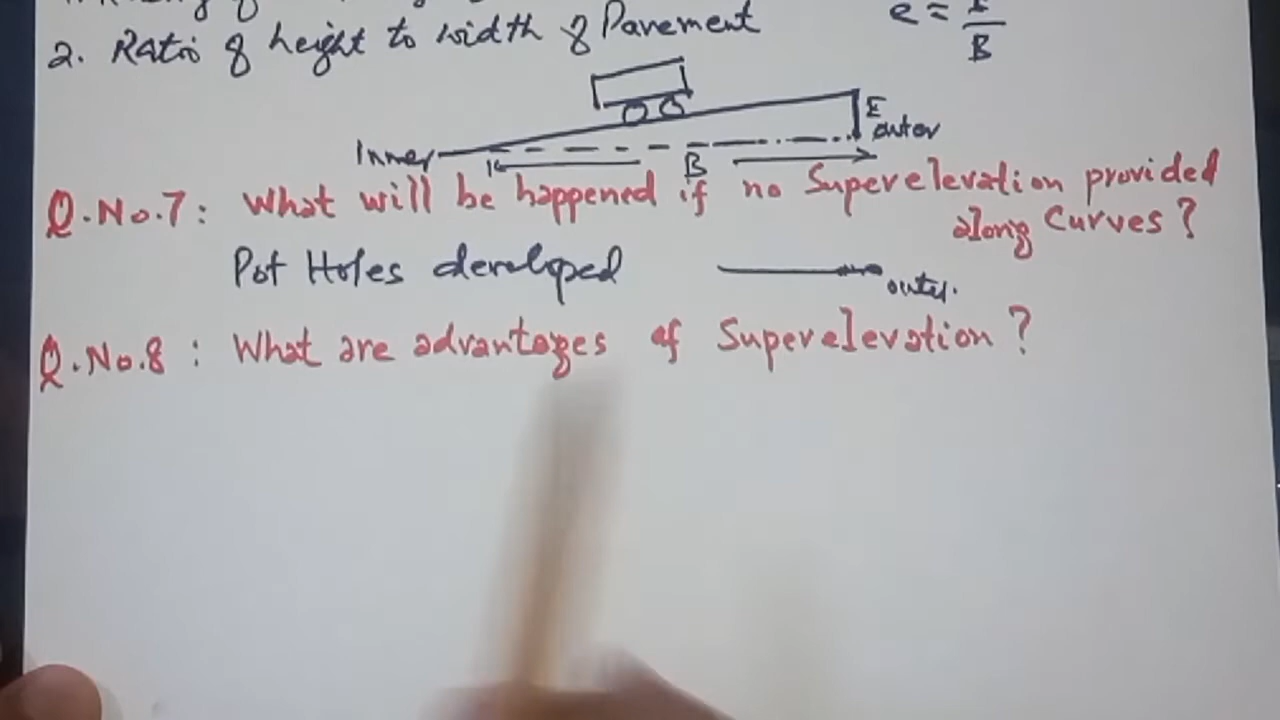 2. Ratio of height to width of Pavement
e = E
B
E
outer
Inner
B
Q.No.7: What will be happened if no Superelevation provided
along Curves?
Pot Holes developed
outer.
Q.No.8: What are advantages of Superelevation?